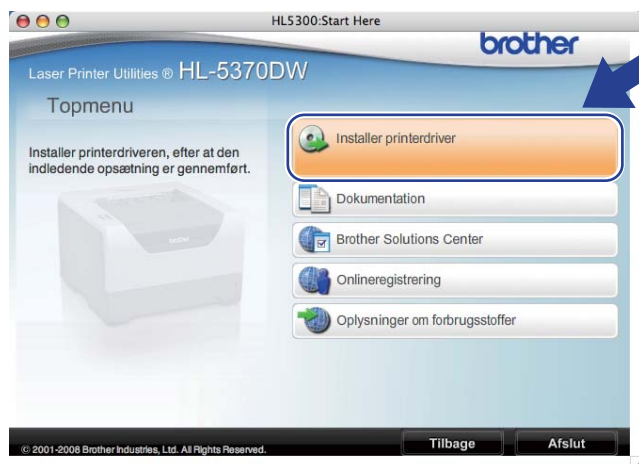 HL5300:Start Here
brother
Laser Printer Utilities ® HL-5370DW
Topmenu
Installer printerdriveren, efter at den
indledende opsætning er gennemført.
Installer printerdriver
Dokumentation
Brother Solutions Center
Onlineregistrering
Oplysninger om forbrugsstoffer
brother
© 2001-2008 Brother Industries, Ltd. All Rights Reserved.
Tilbage
Afslut